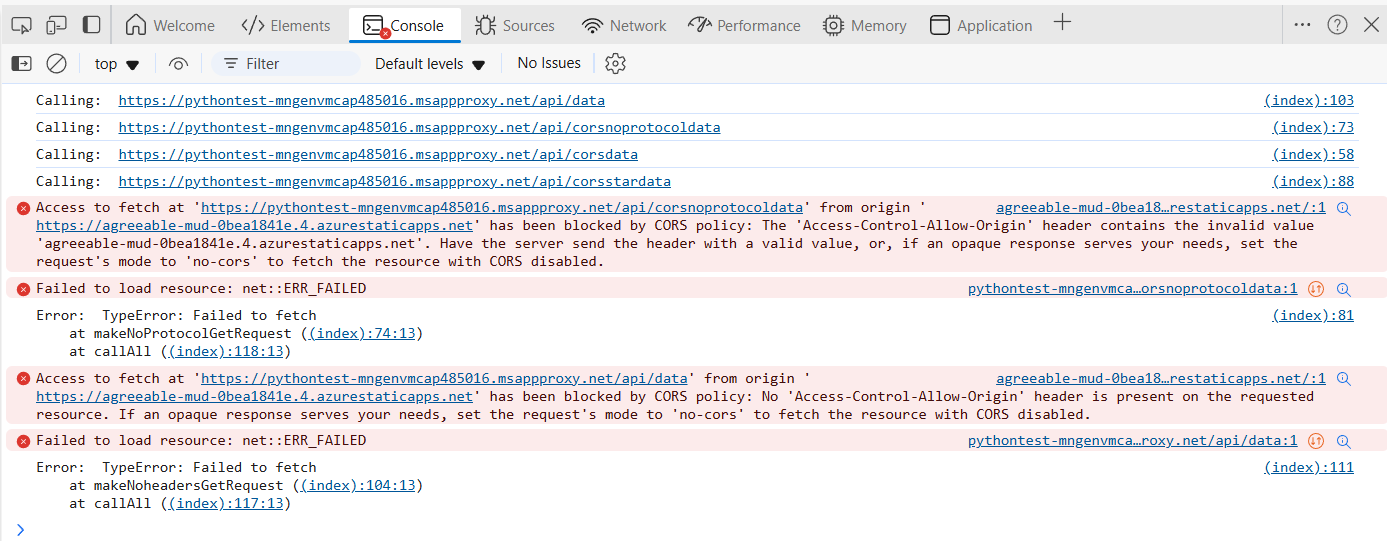 Welcome Elements Console Sources Network Performance Memory Application
top Filter Default levels No Issues
Calling: https://pythontest-mngenvmcap485016.msappproxy.net/api/data (index):103
Calling: https://pythontest-mngenvmcap485016.msappproxy.net/api/corsnoprotocoldata (index):73
Calling: https://pythontest-mngenvmcap485016.msappproxy.net/api/corsdata (index):58
Calling: https://pythontest-mngenvmcap485016.msappproxy.net/api/corsstardata (index):88
Access to fetch at 'https://pythontest-mngenvmcap485016.msappproxy.net/api/corsnoprotocoldata' from origin ' agreeable-mud-0bea18…restaticapps.net/:1
https://agreeable-mud-0bea1841e.4.azurestaticapps.net' has been blocked by CORS policy: The 'Access-Control-Allow-Origin' header contains the invalid value
'agreeable-mud-0bea1841e.4.azurestaticapps.net'. Have the server send the header with a valid value, or, if an opaque response serves your needs, set the
request's mode to 'no-cors' to fetch the resource with CORS disabled.
Failed to load resource: net::ERR_FAILED pythontest-mngenvmca…orsnoprotocoldata:1
Error: TypeError: Failed to fetch (index):81
at makeNoProtocolGetRequest ((index):74:13)
at callAll ((index):118:13)
Access to fetch at 'https://pythontest-mngenvmcap485016.msappproxy.net/api/data' from origin ' agreeable-mud-0bea18…restaticapps.net/:1
https://agreeable-mud-0bea1841e.4.azurestaticapps.net' has been blocked by CORS policy: No 'Access-Control-Allow-Origin' header is present on the requested
resource. If an opaque response serves your needs, set the request's mode to 'no-cors' to fetch the resource with CORS disabled.
Failed to load resource: net::ERR_FAILED pythontest-mngenvmca…roxy.net/api/data:1
Error: TypeError: Failed to fetch (index):111
at makeNoheadersGetRequest ((index):104:13)
at callAll ((index):117:13)